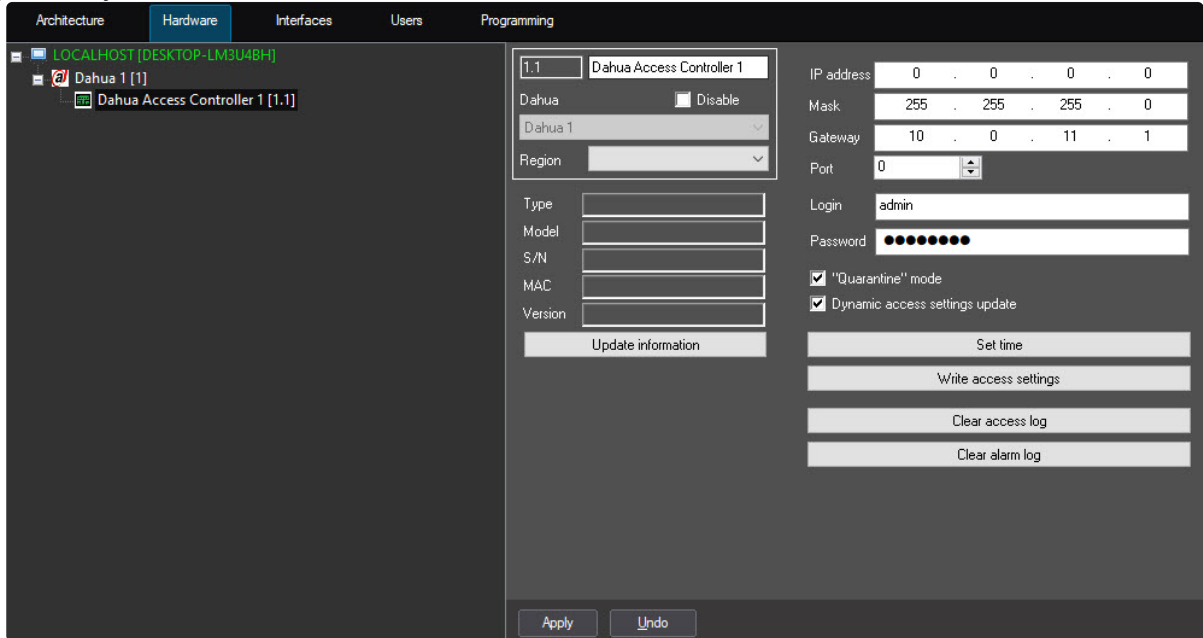 Architecture Hardware Interfaces Users Programming
LOCALHOST [DESKTOP-LM3U4BH]
Dahua 1 [1]
Dahua Access Controller 1 [1.1]
1.1 Dahua Access Controller 1
Dahua Disable
Dahua 1
Region
Type
Model
S/N
MAC
Version
Update information
IP address 0 . 0 . 0 . 0
Mask 255 . 255 . 255 . 0
Gateway 10 . 0 . 11 . 1
Port 0
Login admin
Password ●●●●●●●●
"Quarantine" mode
Dynamic access settings update
Set time
Write access settings
Clear access log
Clear alarm log
Apply Undo